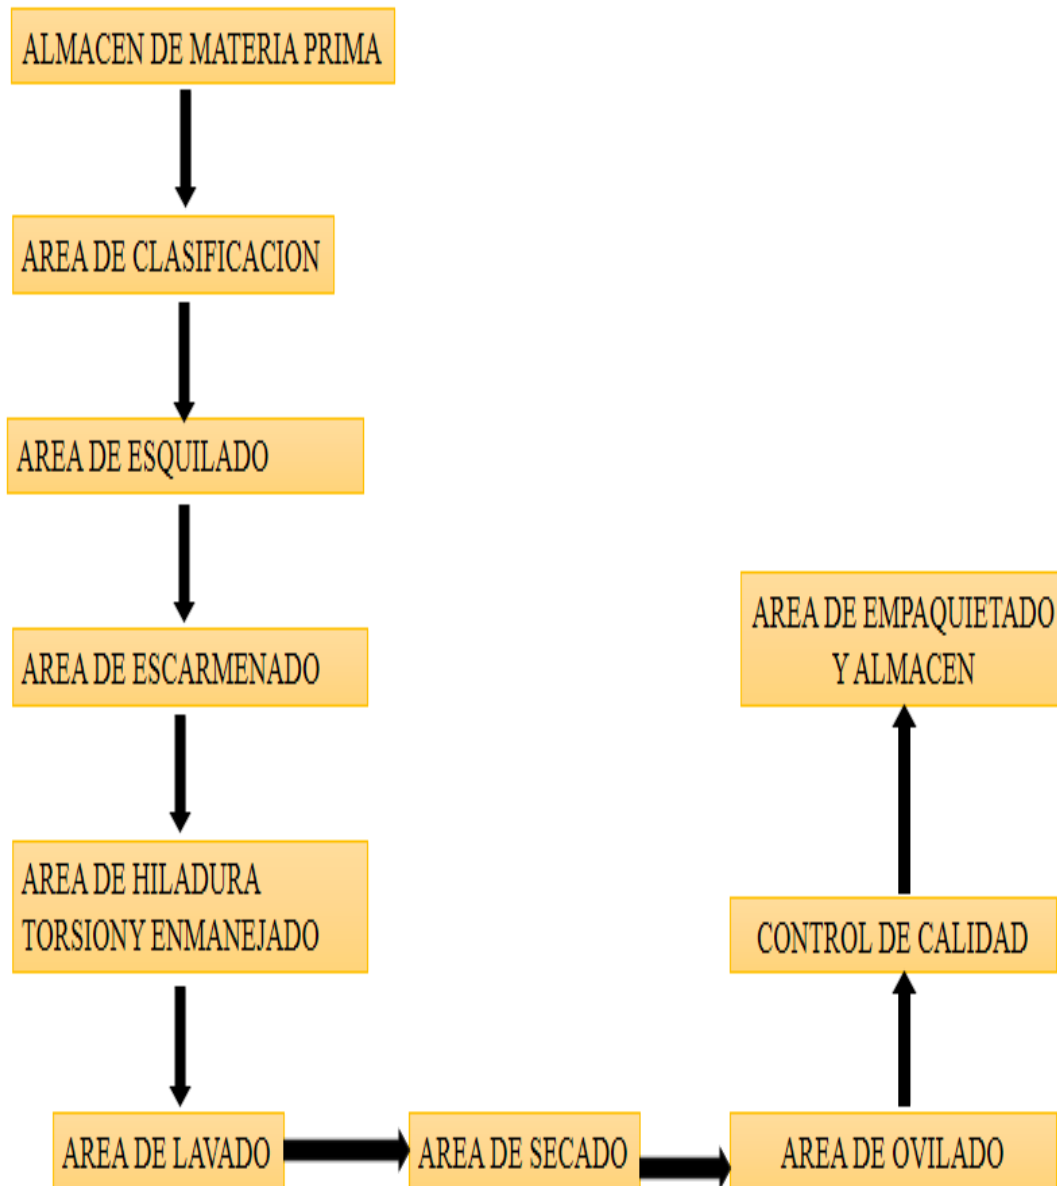 ALMACEN DE MATERIA PRIMA
AREA DE CLASIFICACION
AREA DE ESQUILADO
AREA DE ESCARMENADO
AREA DE HILADURA
TORSIONY ENMANEJADO
AREA DE LAVADO
AREA DE SECADO
AREA DE OVILADO
CONTROL DE CALIDAD
AREA DE EMPAQUIETADO
Y ALMACEN